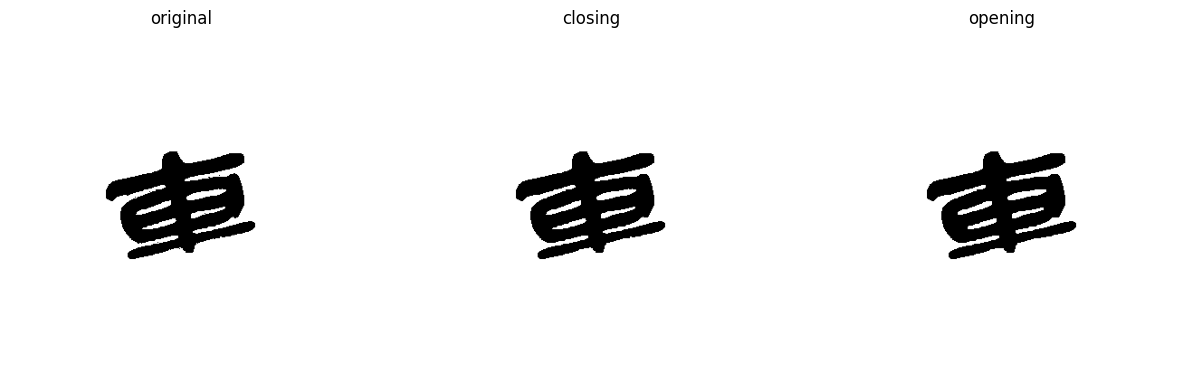 original closing opening
車 車 車